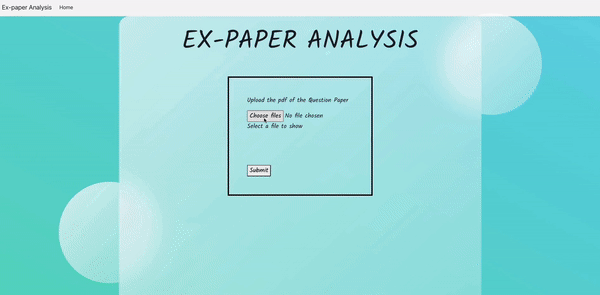 Ex-paper Analysis Home
EX-PAPER ANALYSIS
Upload the pdf of the Question Paper
Choose files No file chosen
Select a file to show
Submit